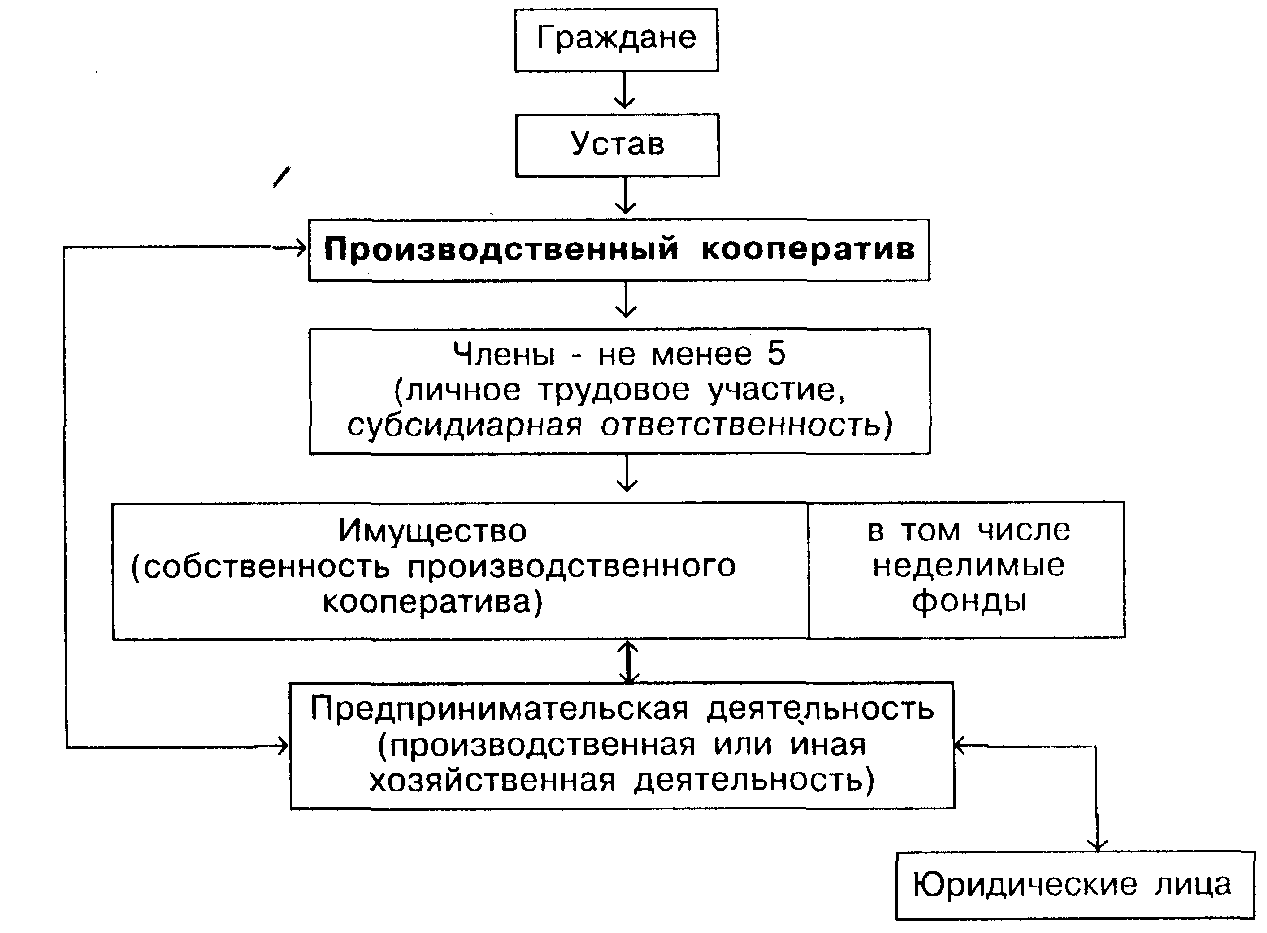 Граждане
Устав
Производственный кооператив
Члены - не менее 5
(личное трудовое участие,
субсидиарная ответственность)
Имущество
(собственность производственного
кооператива)
в том числе
неделимые
фонды
Предпринимательская деятельность
(производственная или иная
хозяйственная деятельность)
Юридические лица